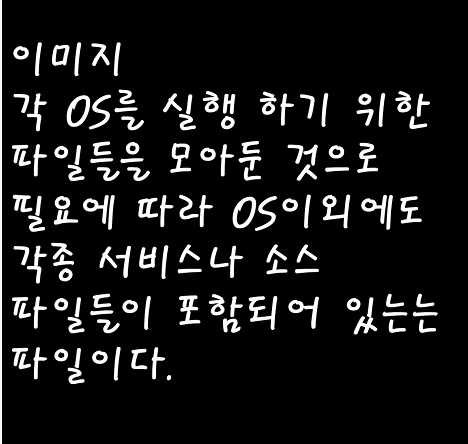 이미지
각 OS를 실행 하기 위한
파일들을 모아둔 것으로
필요에 따라 OS이외에도
각종 서비스나 소스
파일들이 포함되어 있는는
파일이다.